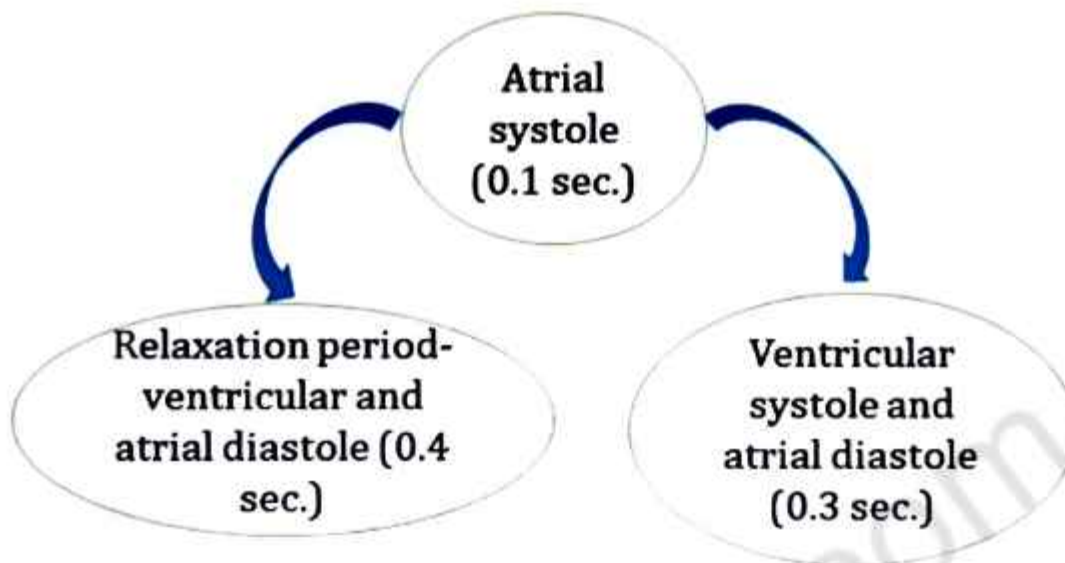 Atrial
systole
(0.1 sec.)
Relaxation period-
ventricular and
atrial diastole (0.4
sec.)
Ventricular
systole and
atrial diastole
(0.3 sec.)